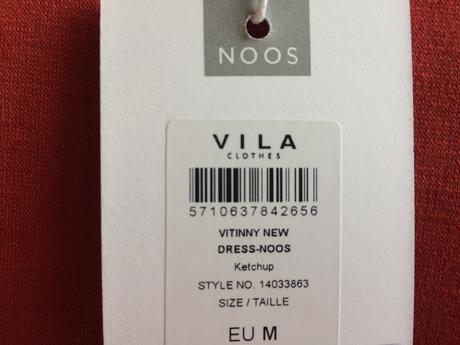 NOOS
VILA
CLOTHES
5710637842656
VITINNY NEW
DRESS-NOOS
Ketchup
STYLE NO. 14033863
SIZE / TAILLE
EU M